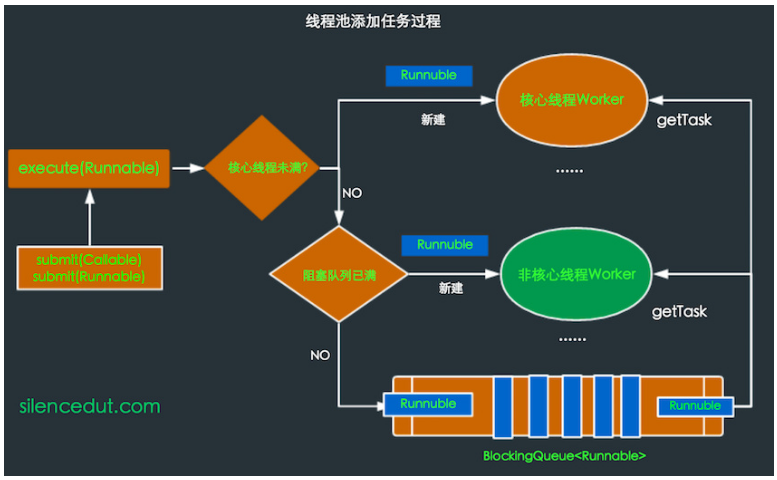 线程池添加任务过程
Runnuble
核心线程Worker
新建
getTask
execute(Runnable)
核心线程未满?
......
NO
submit(Callable)
submit(Runnable)
Runnuble
阻塞队列已满
新建
非核心线程Worker
getTask
......
NO
silencedut.com
Runnuble
Runnuble
BlockingQueue<Runnable>